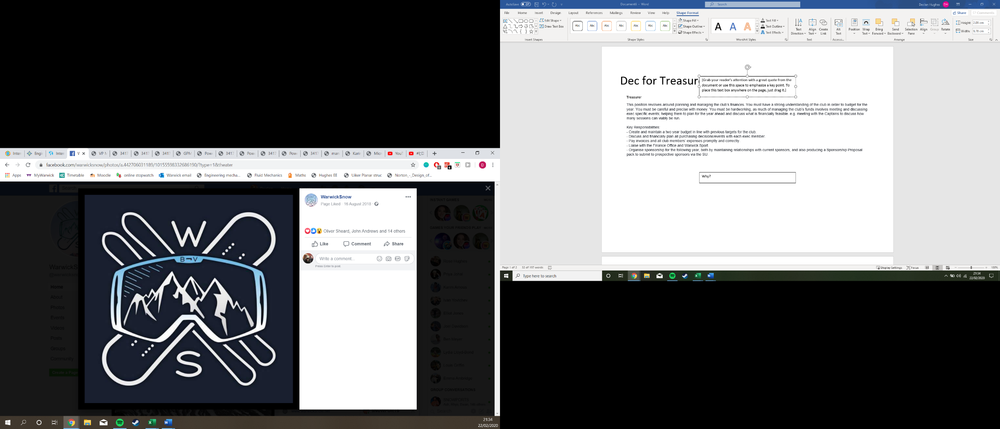 Inter
Engi
Inter
V
VP M
3417
3417
3417
GPM
Pow
3417
Pow
3417
Pow
3417
man
Karir
Micr
YouT
facebook.com/warwicksnow/photos/a.442706031189/10155598332686190/?type=1&theater
1
6
D
Apps
MyWarwick
Timetable
Moodle
online stopwatch
Warwick email
Engineering mecha...
Fluid Mechanics
Maths
Hughes EE
Uiker Planar struc
Norton_-_Design_of...
Search
WarwickS
Home
About
Photos
Events
Videos
Posts
Groups
Community
Create a Page
W
B V
S
WarwickSnow
Page Liked · 16 August 2018 ·
Oliver Sheard, John Andrews and 14 others
Like
Comment
Share
Write a comment...
GIF
Press Enter to post.
INSTANT GAMES
GAMES YOUR FRIENDS PLAY
Rose Hughes
Priya Johal
Ivan Yovtchev
Elliot Jones
Joel Davidson
Ben Meyer
Lydia Lloyd-Bond
Louis Griffin
GROUP CONVERSATIONS
SNOWPORTS
Search
21:34
22/02/2020
AutoSave Off
Document6 - Word
Search
Declan Hughes
DH
File
Home
Insert
Design
Layout
References
Mailings
Review
View
Help
Shape Format
Share
Comments
Edit Shape
Draw Text Box
Insert Shapes
Abc
Abc
Abc
Abc
Abc
Abc
Abc
Shape Fill
Shape Outline
Shape Effects
Shape Styles
A
A
A
Text Fill
Text Outline
Text Effects
WordArt Styles
Text
Direction
Align
Text
Create
Link
Text
Alt
Text
Accessi...
Position
Wrap
Text
Bring
Forward
Send
Backward
Selection
Pane
Align
Group
Rotate
Arrange
Height: 2.09 cm
Width: 9.78 cm
Size
Dec for Treasur
[Grab your reader's attention with a great quote from the
document or use this space to emphasize a key point. To
place this text box anywhere on the page, just drag it.]
Treasurer
This position revolves around planning and managing the club's finances. You must have a strong understanding of the club in order to budget for the
year. You must be careful and precise with money. You must be hardworking, as much of managing the club's funds involves meeting and discussing
exec specific events; helping them to plan for the year ahead and discuss what is financially feasible. e.g. meeting with the Captains to discuss how
many sessions can viably be run.
Key Responsibilities:
- Create and maintain a two year budget in line with previous targets for the club.
- Discuss and financially plan all purchasing decisions/events with each exec member.
- Pay invoices and all club members' expenses promptly and correctly.
- Liaise with the Finance Office and Warwick Sport.
- Organise sponsorship for the following year, both by maintaining relationships with current sponsors, and also producing a Sponsorship Proposal
pack to submit to prospective sponsors via the SU.
Why?
Page 1 of 2
32 of 197 words
Display Settings
Focus
100%
Type here to search
21:34
22/02/2020